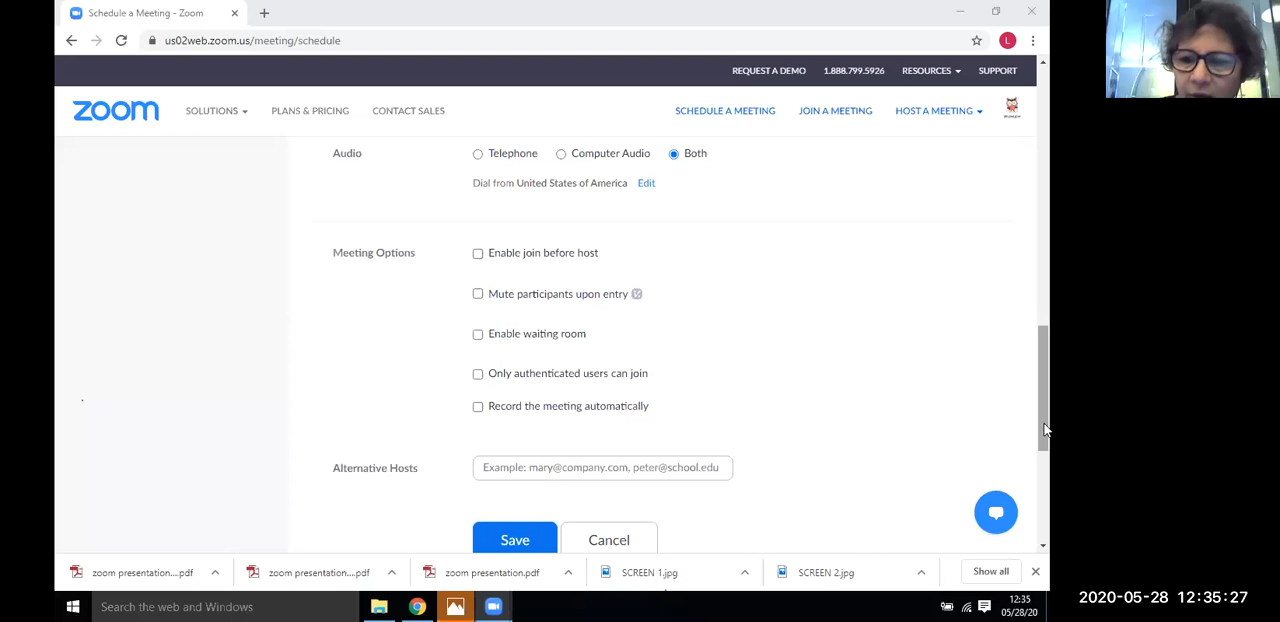 Schedule a Meeting - Zoom
us02web.zoom.us/meeting/schedule
L
REQUEST A DEMO 1.888.799.5926 RESOURCES SUPPORT
zoom SOLUTIONS PLANS & PRICING CONTACT SALES SCHEDULE A MEETING JOIN A MEETING HOST A MEETING
Audio Telephone Computer Audio Both
Dial from United States of America Edit
Meeting Options Enable join before host
Mute participants upon entry
Enable waiting room
Only authenticated users can join
Record the meeting automatically
Alternative Hosts Example: mary@company.com, peter@school.edu
Save Cancel
zoom presentation....pdf zoom presentation....pdf zoom presentation.pdf SCREEN 1.jpg SCREEN 2.jpg Show all
Search the web and Windows
12:35
05/28/20
2020-05-28 12:35:27